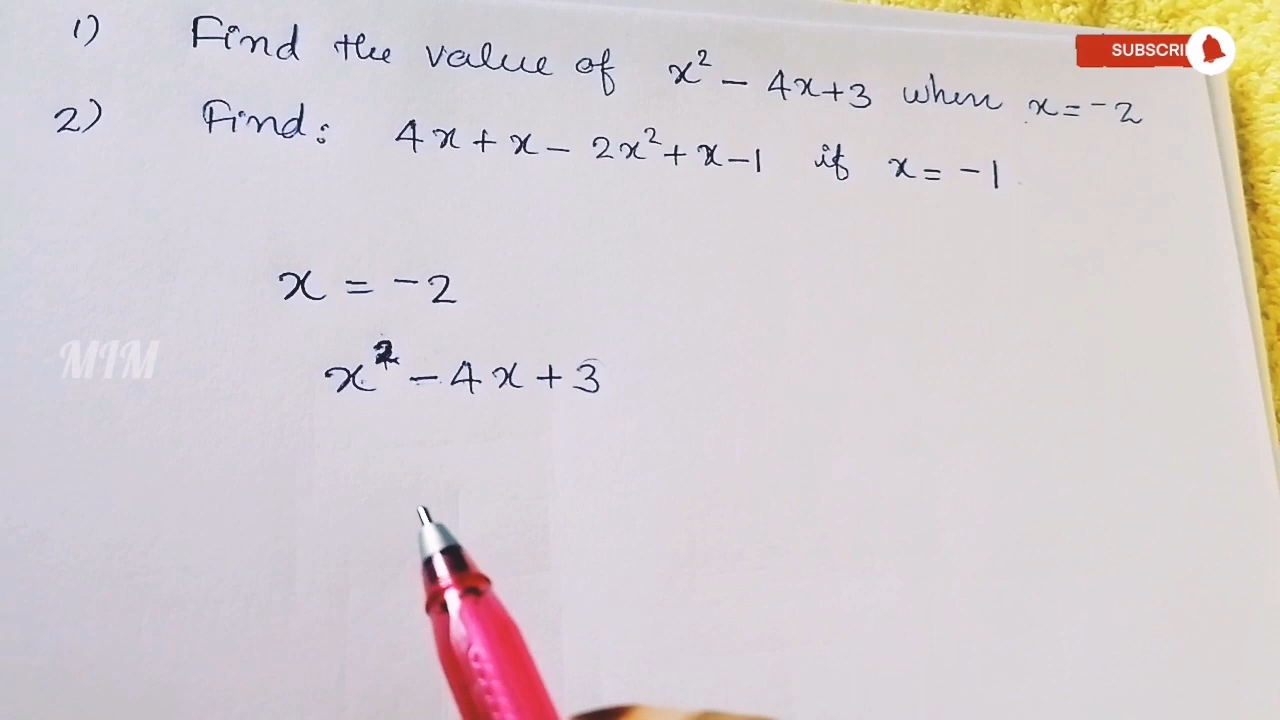 1) Find the value of x² - 4x+3 when x = -2
SUBSCRI
2) Find: 4x + x - 2x² + x - 1 if x = -1
x = -2
MIM
x² - 4x + 3